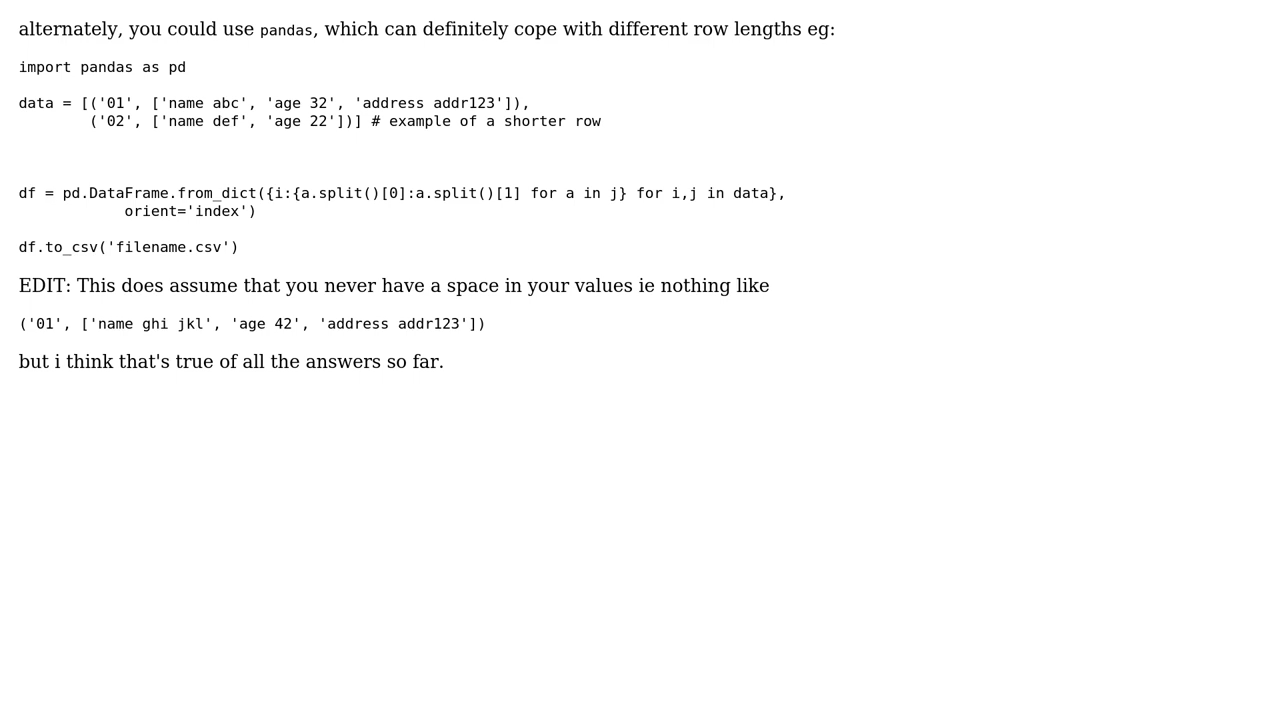 alternately, you could use pandas, which can definitely cope with different row lengths eg:
import pandas as pd
data = [('01', ['name abc', 'age 32', 'address addr123']),
        ('02', ['name def', 'age 22'])] # example of a shorter row
df = pd.DataFrame.from_dict({i:{a.split()[0]:a.split()[1] for a in j} for i,j in data},
            orient='index')
df.to_csv('filename.csv')
EDIT: This does assume that you never have a space in your values ie nothing like
('01', ['name ghi jkl', 'age 42', 'address addr123'])
but i think that's true of all the answers so far.